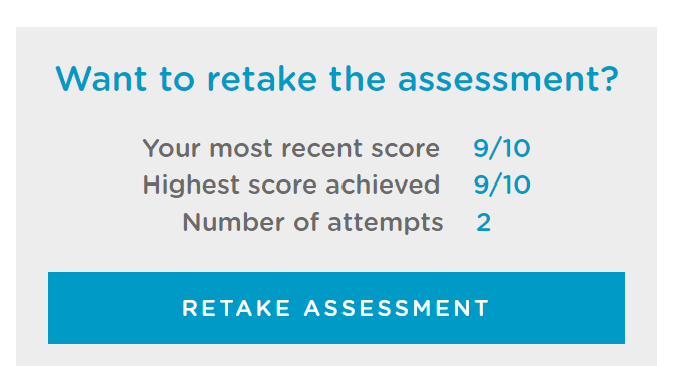 Want to retake the assessment?
Your most recent score 9/10
Highest score achieved 9/10
Number of attempts 2
RETAKE ASSESSMENT